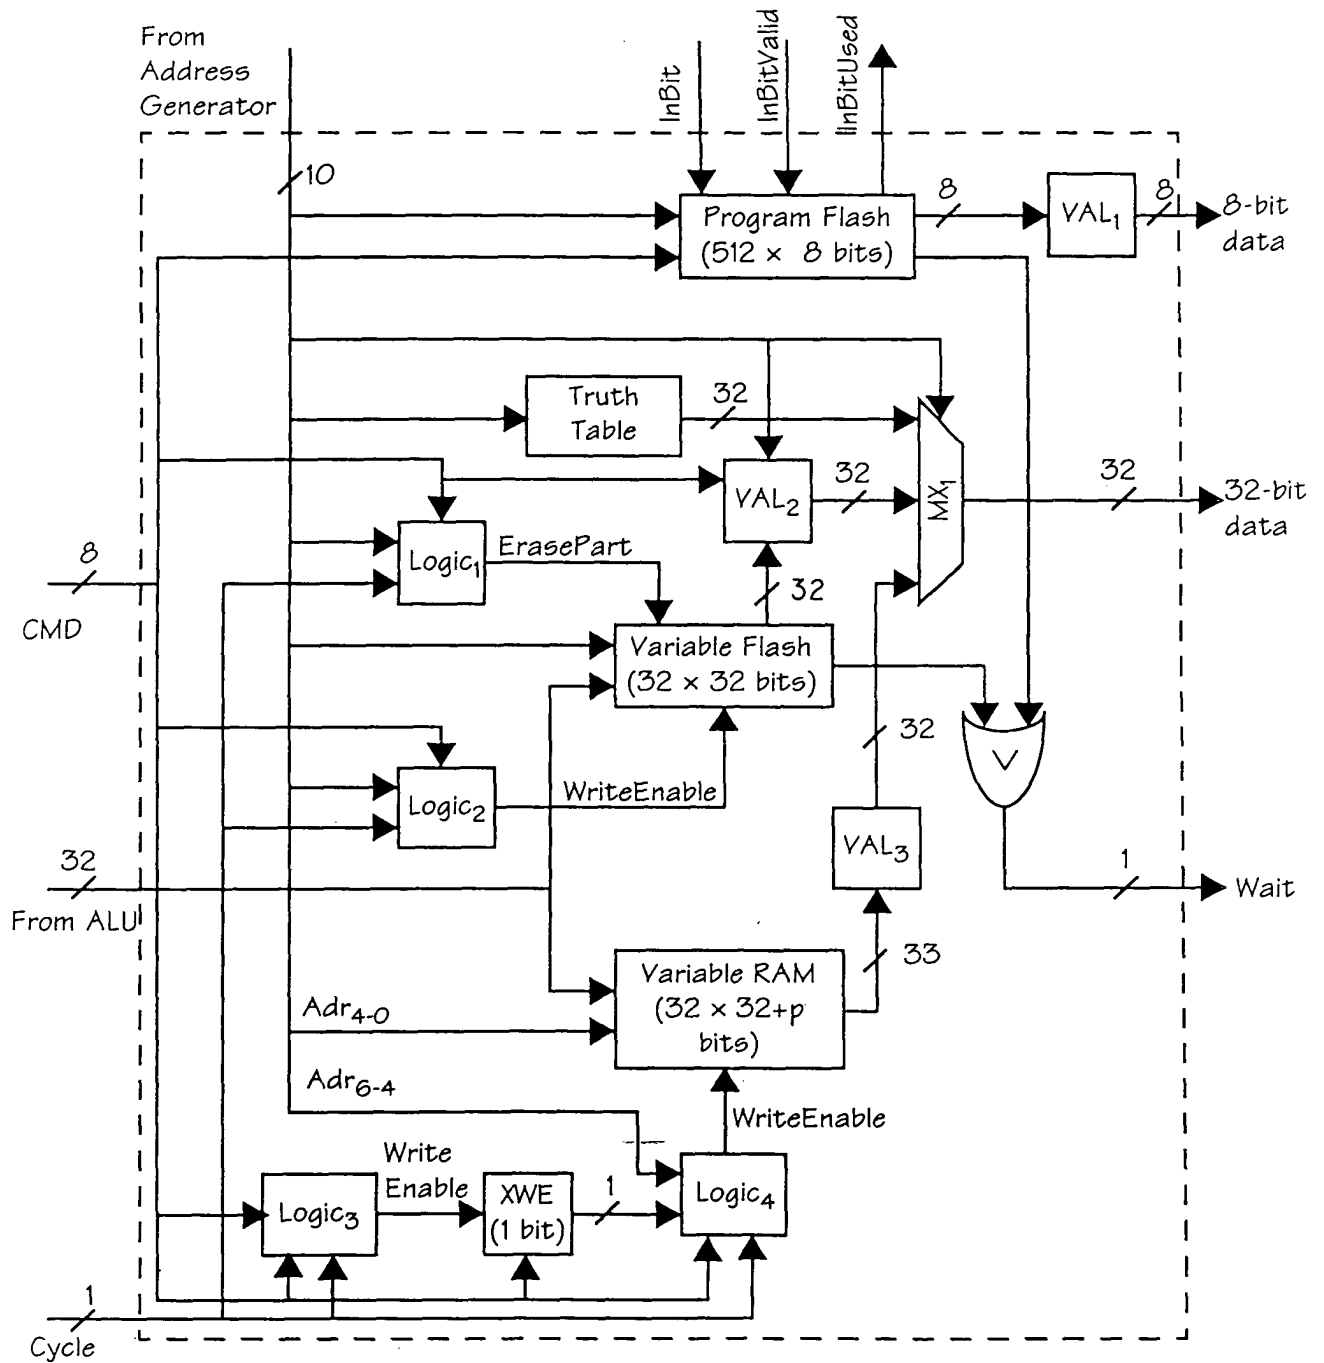 From
Address
Generator
InBit
InBitValid
InBitUsed
10
Program Flash
(512 × 8 bits)
8
VAL1
8
8-bit
data
Truth
Table
32
VAL2
32
MX1
32
32-bit
data
8
CMD
Logic1
ErasePart
32
Variable Flash
(32 × 32 bits)
32
V
Logic2
WriteEnable
VAL3
32
From ALU
1
Wait
33
Variable RAM
(32 × 32+p
bits)
Adr4-0
Adr6-4
WriteEnable
Write
Enable
Logic3
XWE
(1 bit)
1
Logic4
1
Cycle